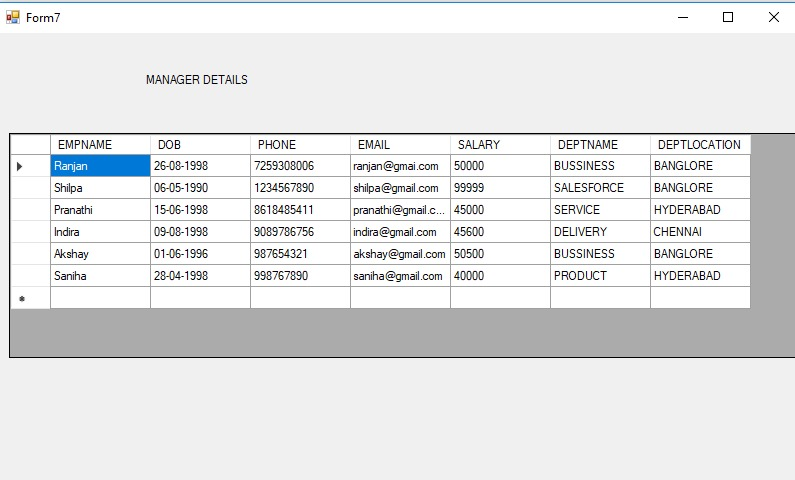 Form7
MANAGER DETAILS
EMPNAME DOB PHONE EMAIL SALARY DEPTNAME DEPTLOCATION
Ranjan 26-08-1998 7259308006 ranjan@gmai.com 50000 BUSSINESS BANGLORE
Shilpa 06-05-1990 1234567890 shilpa@gmail.com 99999 SALESFORCE BANGLORE
Pranathi 15-06-1998 8618485411 pranathi@gmail.c... 45000 SERVICE HYDERABAD
Indira 09-08-1998 9089786756 indira@gmail.com 45600 DELIVERY CHENNAI
Akshay 01-06-1996 987654321 akshay@gmail.com 50500 BUSSINESS BANGLORE
Saniha 28-04-1998 998767890 saniha@gmail.com 40000 PRODUCT HYDERABAD